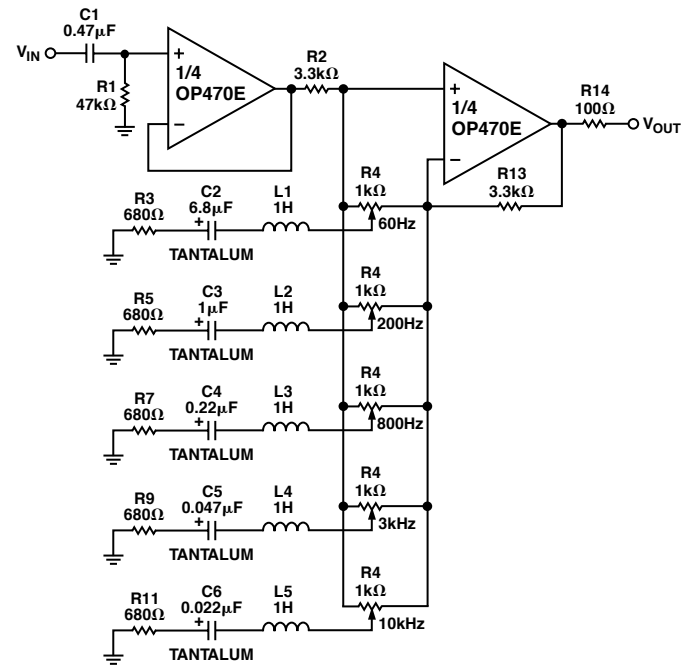 C1
0.47μF
VIN
R1
47kΩ
+
1/4
OP470E
−
R2
3.3kΩ
+
1/4
OP470E
−
R14
100Ω
VOUT
R13
3.3kΩ
R3
680Ω
C2
6.8μF
+
TANTALUM
L1
1H
R4
1kΩ
60Hz
R5
680Ω
C3
1μF
+
TANTALUM
L2
1H
R4
1kΩ
200Hz
R7
680Ω
C4
0.22μF
+
TANTALUM
L3
1H
R4
1kΩ
800Hz
R9
680Ω
C5
0.047μF
+
TANTALUM
L4
1H
R4
1kΩ
3kHz
R11
680Ω
C6
0.022μF
+
TANTALUM
L5
1H
R4
1kΩ
10kHz